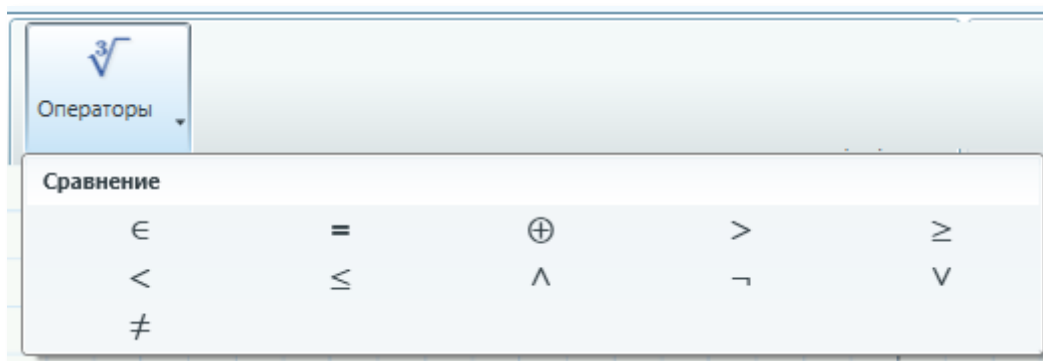 ∛
Операторы
Сравнение
∈ = ⊕ > ≥
< ≤ ∧ ¬ ∨
≠